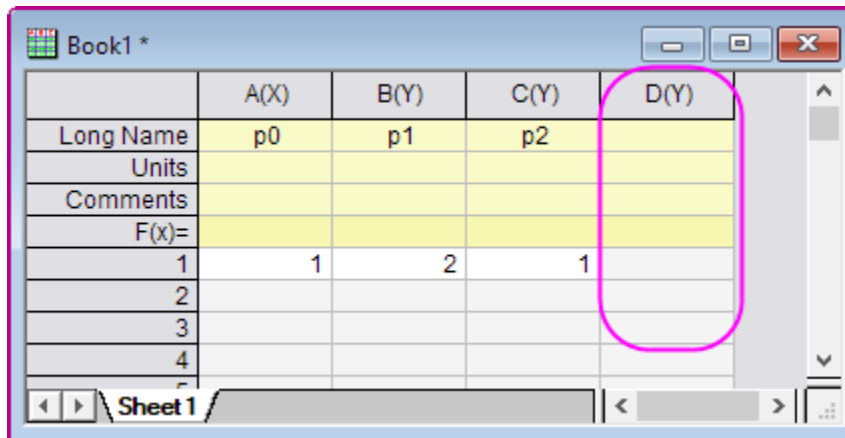 Book1 *
A(X) B(Y) C(Y) D(Y)
Long Name p0 p1 p2
Units
Comments
F(x)=
1 1 2 1
2
3
4
Sheet1